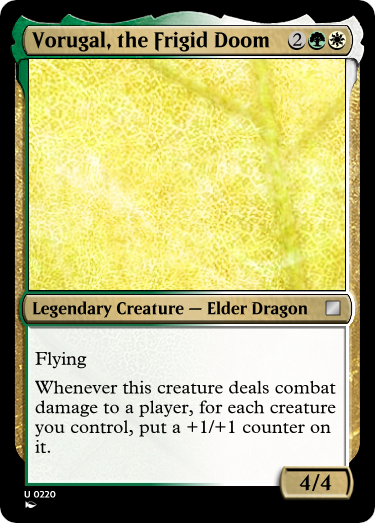 Vorugal, the Frigid Doom 2
Legendary Creature — Elder Dragon
Flying
Whenever this creature deals combat
damage to a player, for each creature
you control, put a +1/+1 counter on
it.
4/4
U 0220